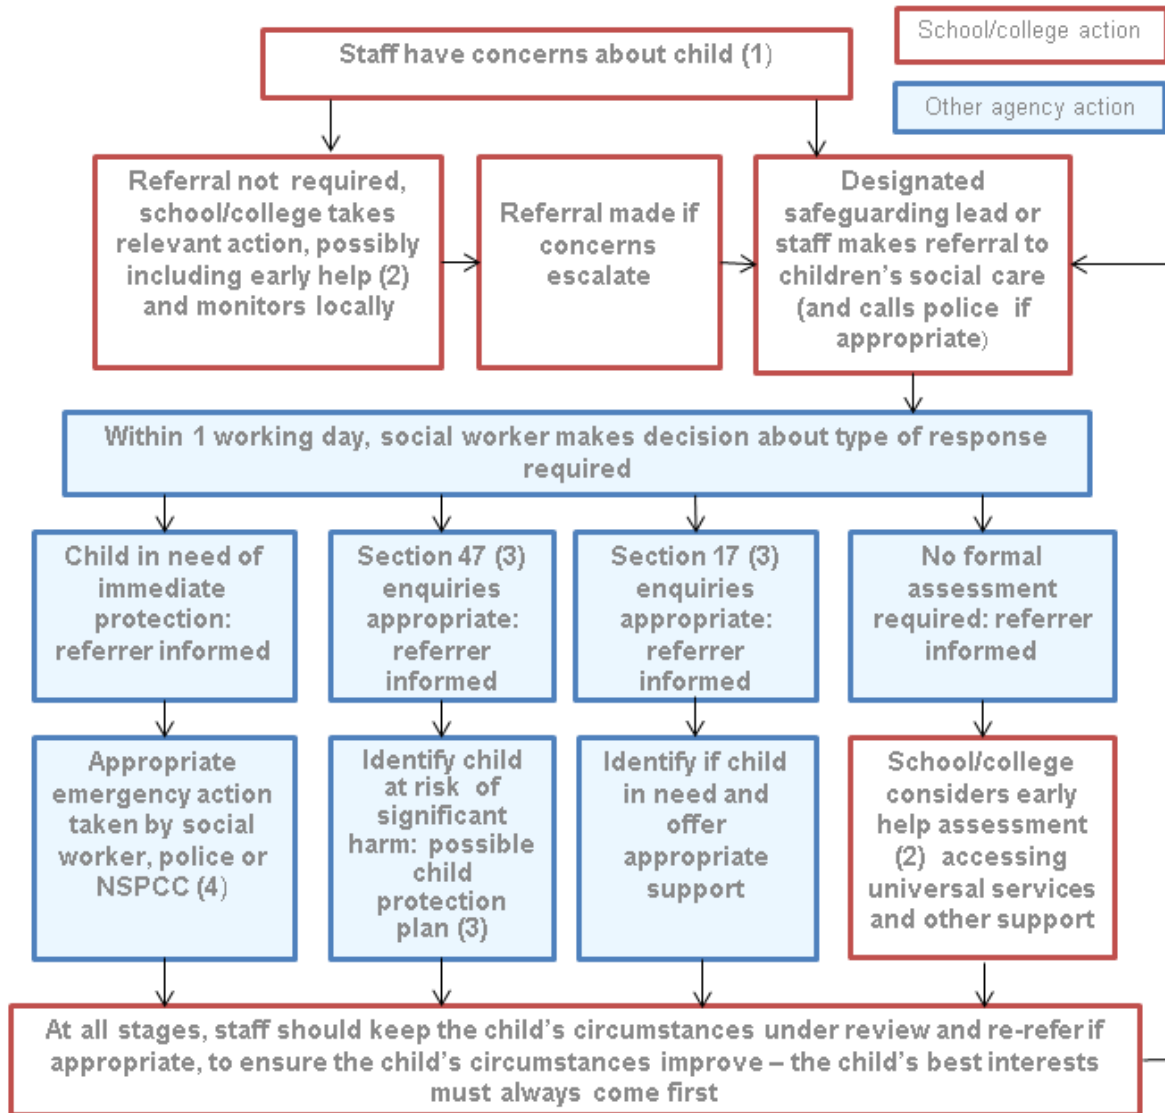 School/college action
Staff have concerns about child (1)
Other agency action
Referral not required,
school/college takes
relevant action, possibly
including early help (2)
and monitors locally
Referral made if
concerns
escalate
Designated
safeguarding lead or
staff makes referral to
children's social care
(and calls police if
appropriate)
Within 1 working day, social worker makes decision about type of response
required
Child in need of
immediate
protection:
referrer informed
Section 47 (3)
enquiries
appropriate:
referrer
informed
Section 17 (3)
enquiries
appropriate:
referrer
informed
No formal
assessment
required: referrer
informed
Appropriate
emergency action
taken by social
worker, police or
NSPCC (4)
Identify child
at risk of
significant
harm: possible
child
protection
plan (3)
Identify if child
in need and
offer
appropriate
support
School/college
considers early
help assessment
(2) accessing
universal services
and other support
At all stages, staff should keep the child's circumstances under review and re-refer if
appropriate, to ensure the child's circumstances improve – the child's best interests
must always come first